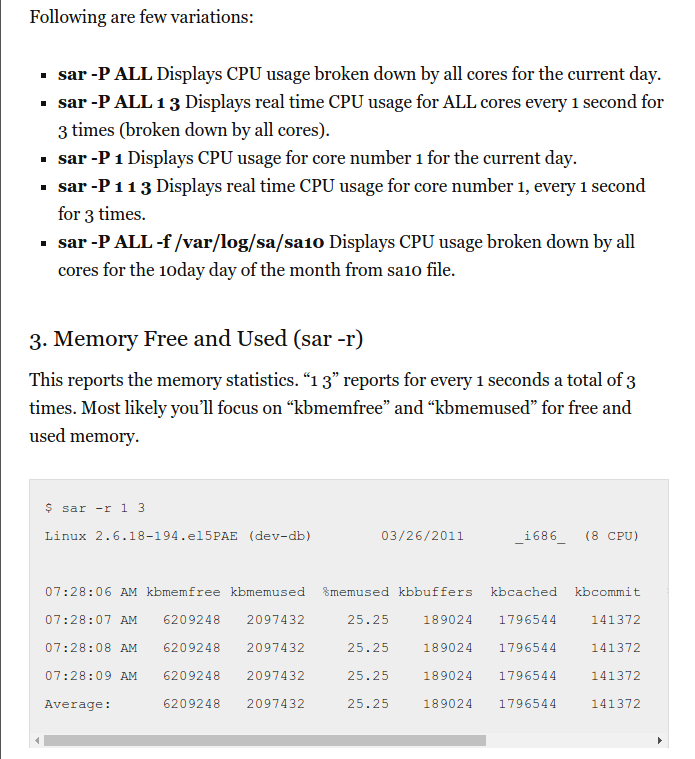 Following are few variations:
▪ sar -P ALL Displays CPU usage broken down by all cores for the current day.
▪ sar -P ALL 1 3 Displays real time CPU usage for ALL cores every 1 second for
3 times (broken down by all cores).
▪ sar -P 1 Displays CPU usage for core number 1 for the current day.
▪ sar -P 1 1 3 Displays real time CPU usage for core number 1, every 1 second
for 3 times.
▪ sar -P ALL -f /var/log/sa/sa10 Displays CPU usage broken down by all
cores for the 10day day of the month from sa10 file.
3. Memory Free and Used (sar -r)
This reports the memory statistics. “1 3” reports for every 1 seconds a total of 3
times. Most likely you’ll focus on “kbmemfree” and “kbmemused” for free and
used memory.
$ sar -r 1 3
Linux 2.6.18-194.el5PAE (dev-db) 03/26/2011 _i686_ (8 CPU)
07:28:06 AM kbmemfree kbmemused %memused kbbuffers kbcached kbcommit
07:28:07 AM 6209248 2097432 25.25 189024 1796544 141372
07:28:08 AM 6209248 2097432 25.25 189024 1796544 141372
07:28:09 AM 6209248 2097432 25.25 189024 1796544 141372
Average: 6209248 2097432 25.25 189024 1796544 141372